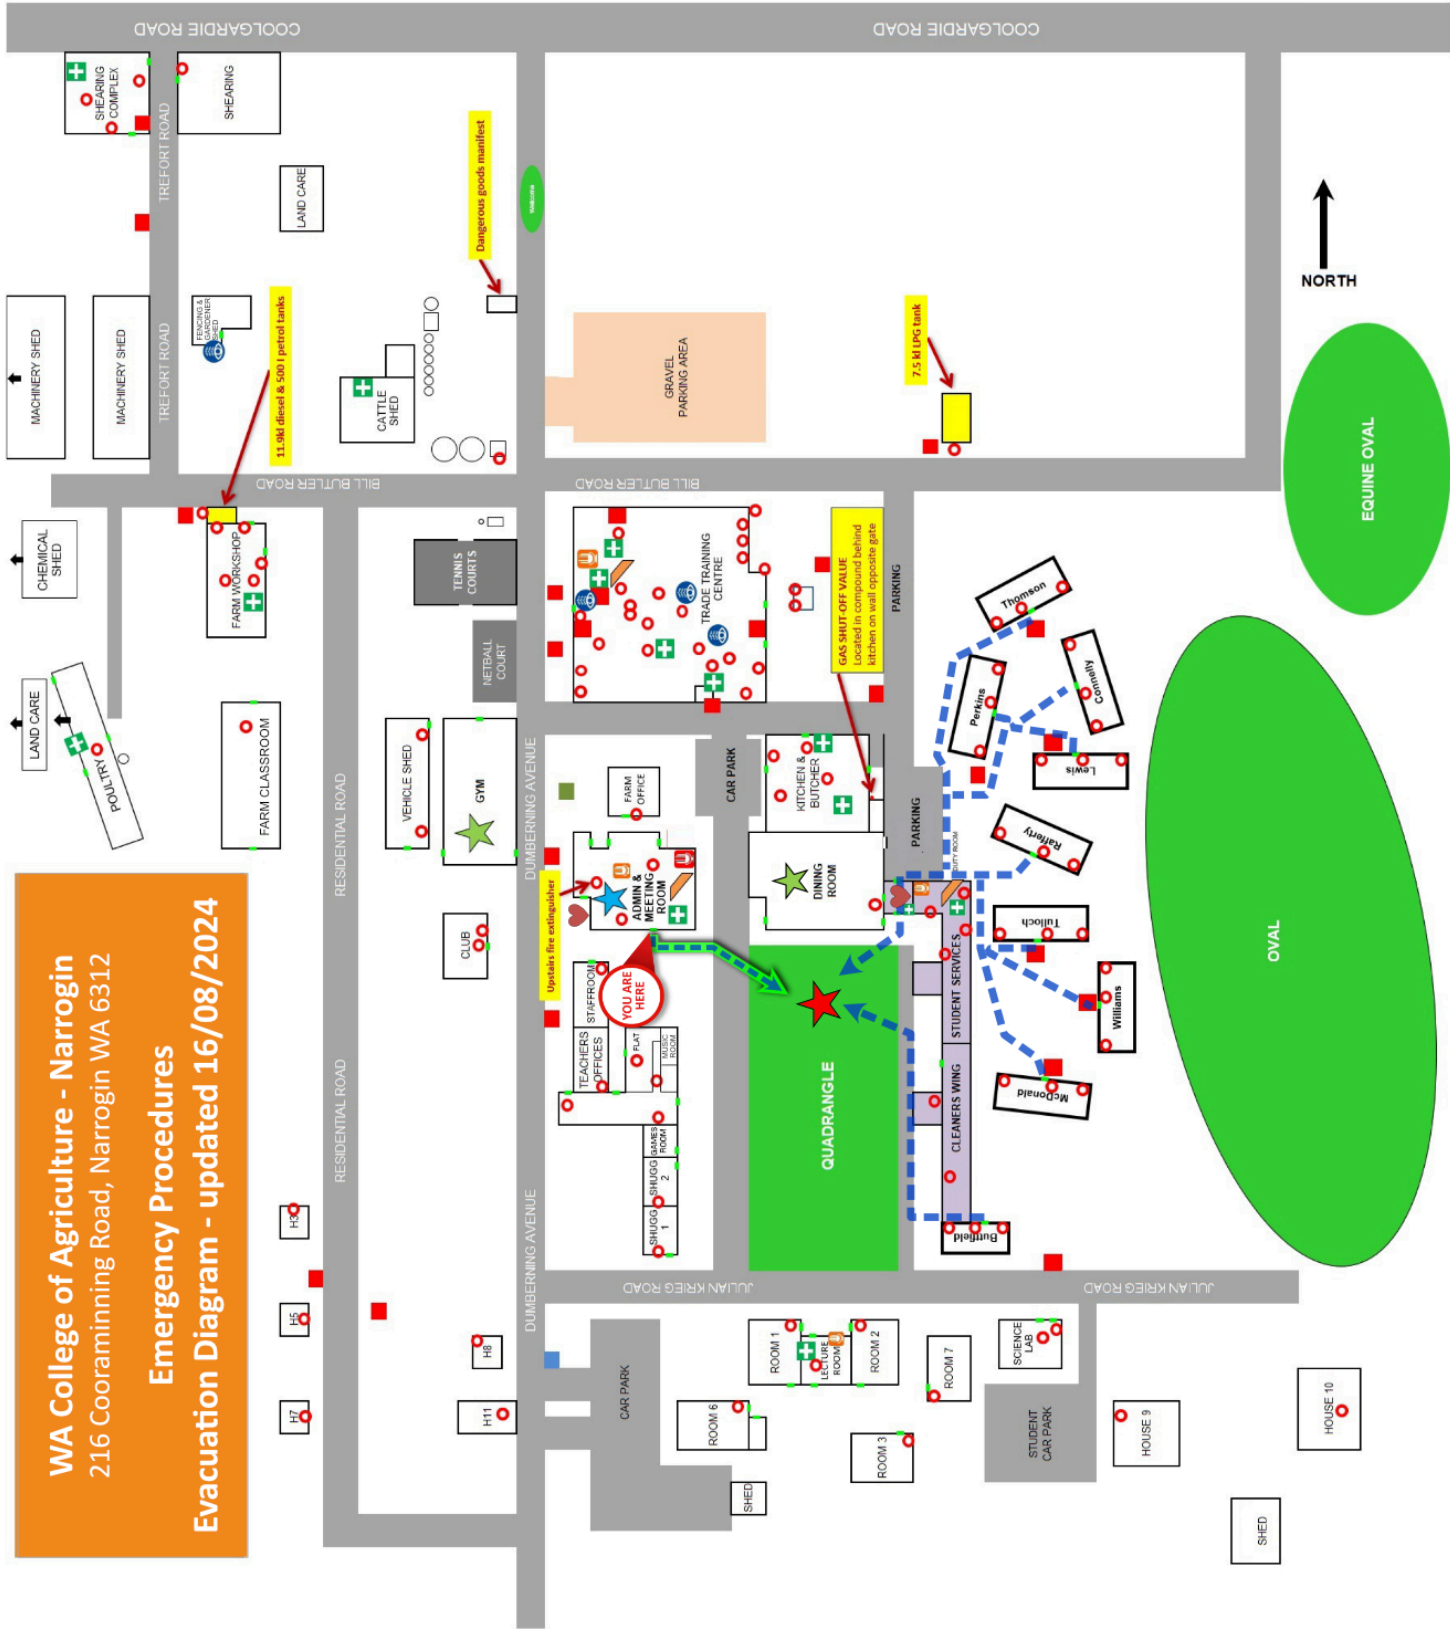 WA College of Agriculture - Narrogin
216 Cooraminning Road, Narrogin WA 6312
Emergency Procedures
Evacuation Diagram - updated 16/08/2024
COOLGARDIE ROAD
COOLGARDIE ROAD
SHEARING
COMPLEX
TREFORT ROAD
SHEARING
LAND CARE
Dangerous goods manifest
Welcome
NORTH
MACHINERY SHED
MACHINERY SHED
TREFORT ROAD
FENCING &
GARDENER
SHED
11.9kl diesel & 500 l petrol tanks
CATTLE
SHED
GRAVEL
PARKING AREA
7.5 kl LPG tank
EQUINE OVAL
BILL BUTLER ROAD
BILL BUTLER ROAD
CHEMICAL
SHED
FARM WORKSHOP
TENNIS
COURTS
TRADE TRAINING
CENTRE
GAS SHUT-OFF VALUE
Located in compound behind
kitchen on wall opposite gate
PARKING
Thomson
LAND CARE
POULTRY
FARM CLASSROOM
NETBALL
COURT
Perkins
Connelly
Lewis
RESIDENTIAL ROAD
VEHICLE SHED
GYM
DUMBERNING AVENUE
FARM
OFFICE
CAR PARK
KITCHEN &
BUTCHER
PARKING
DUTY ROOM
Rafferty
Upstairs fire extinguisher
ADMIN &
MEETING
ROOM
DINING
ROOM
Tulloch
CLUB
YOU ARE
HERE
STAFFROOM
STUDENT SERVICES
Williams
OVAL
RESIDENTIAL ROAD
TEACHERS
OFFICES
FLAT
MUSIC
ROOM
QUADRANGLE
CLEANERS WING
McDonald
GAMES
ROOM
SHUGG
2
SHUGG
1
DUMBERNING AVENUE
Buttfield
H3
JULIAN KRIEG ROAD
JULIAN KRIEG ROAD
H5
H8
H7
H11
CAR PARK
ROOM 1
LECTURE
ROOM
ROOM 2
ROOM 7
SCIENCE
LAB
ROOM 6
ROOM 3
STUDENT
CAR PARK
HOUSE 9
HOUSE 10
SHED
SHED